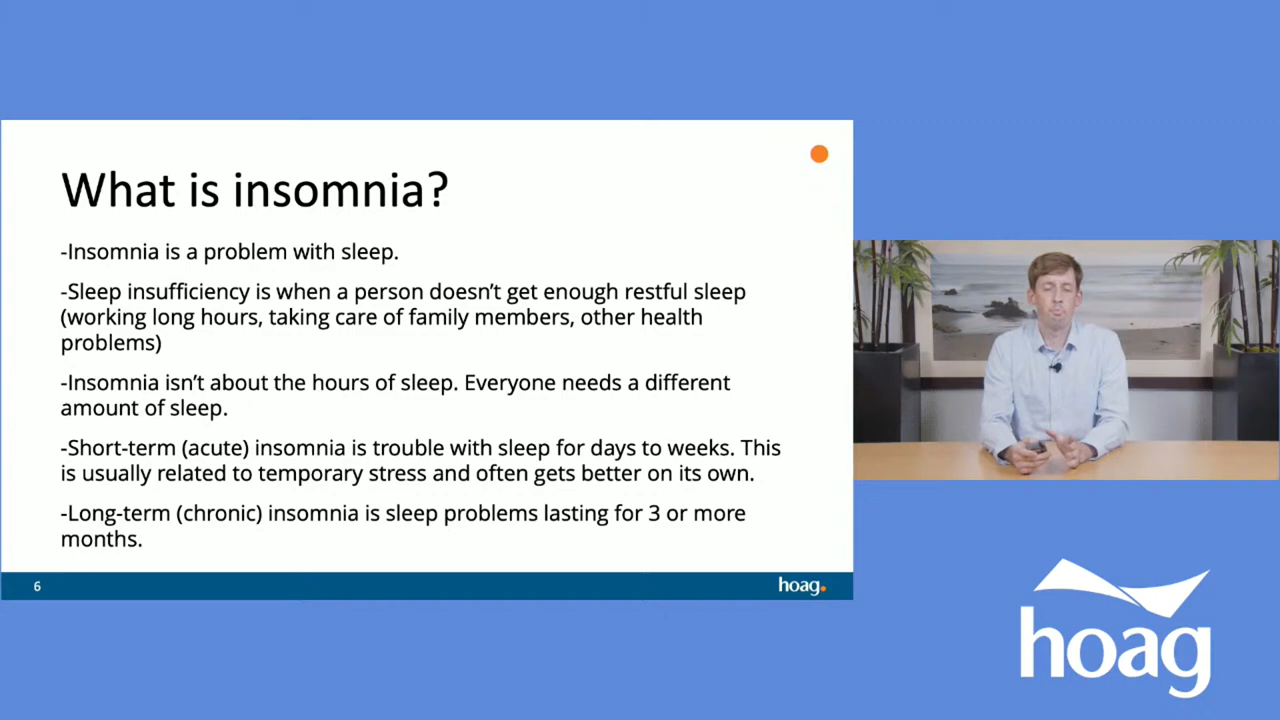 What is insomnia?
-Insomnia is a problem with sleep.
-Sleep insufficiency is when a person doesn’t get enough restful sleep
(working long hours, taking care of family members, other health
problems)
-Insomnia isn’t about the hours of sleep. Everyone needs a different
amount of sleep.
-Short-term (acute) insomnia is trouble with sleep for days to weeks. This
is usually related to temporary stress and often gets better on its own.
-Long-term (chronic) insomnia is sleep problems lasting for 3 or more
months.
6
hoag.
hoag